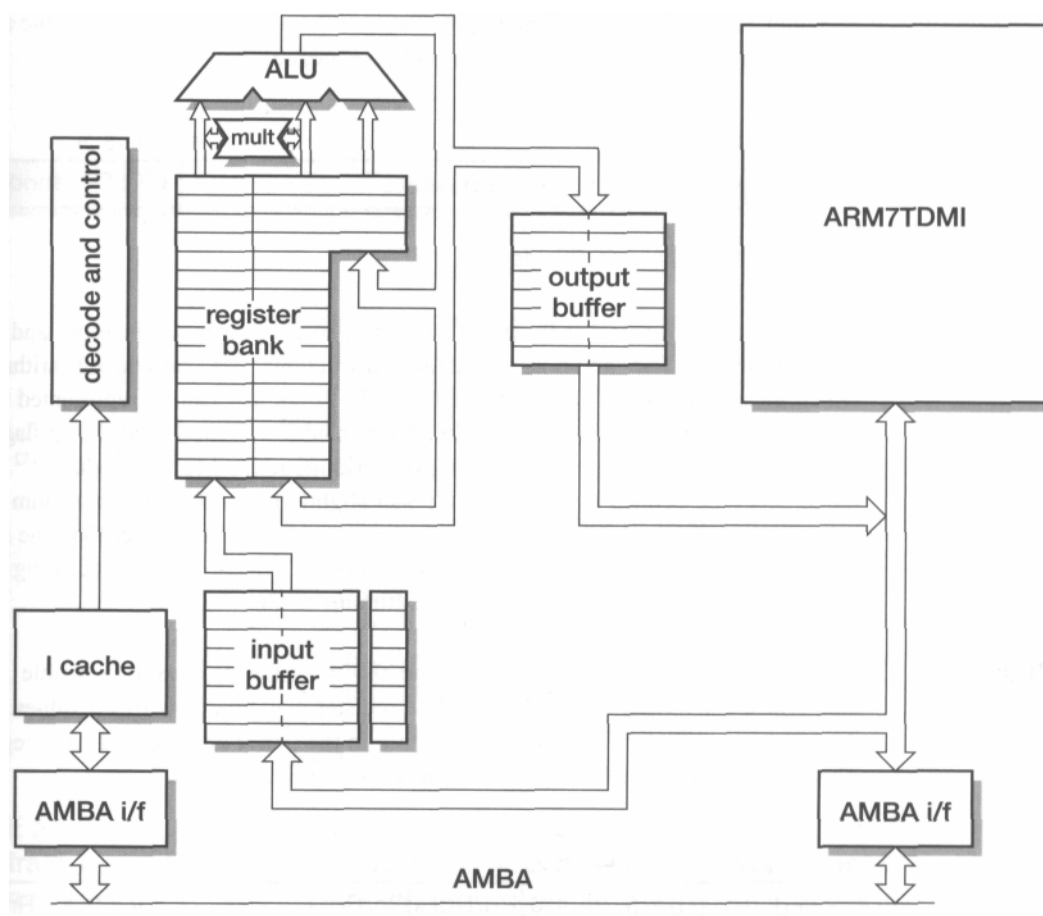 ALU
mult
decode and control
ARM7TDMI
register
bank
output
buffer
I cache
input
buffer
AMBA i/f
AMBA i/f
AMBA